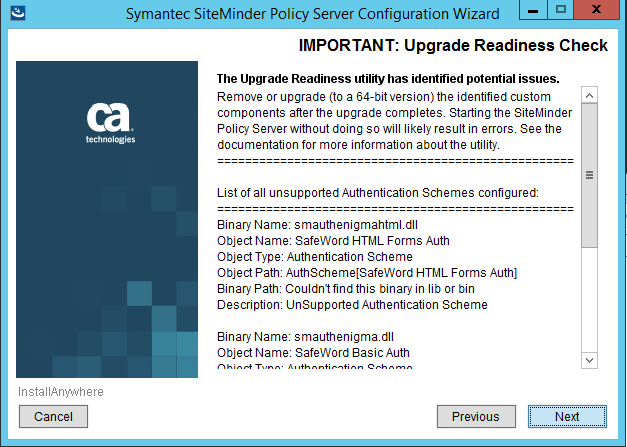 Symantec SiteMinder Policy Server Configuration Wizard
IMPORTANT: Upgrade Readiness Check
ca
technologies
The Upgrade Readiness utility has identified potential issues.
Remove or upgrade (to a 64-bit version) the identified custom
components after the upgrade completes. Starting the SiteMinder
Policy Server without doing so will likely result in errors. See the
documentation for more information about the utility.
===================================================
List of all unsupported Authentication Schemes configured:
===================================================
Binary Name: smauthenigmahtml.dll
Object Name: SafeWord HTML Forms Auth
Object Type: Authentication Scheme
Object Path: AuthScheme[SafeWord HTML Forms Auth]
Binary Path: Couldn't find this binary in lib or bin
Description: UnSupported Authentication Scheme
Binary Name: smauthenigma.dll
Object Name: SafeWord Basic Auth
Object Type: Authentication Scheme
InstallAnywhere
Cancel
Previous
Next